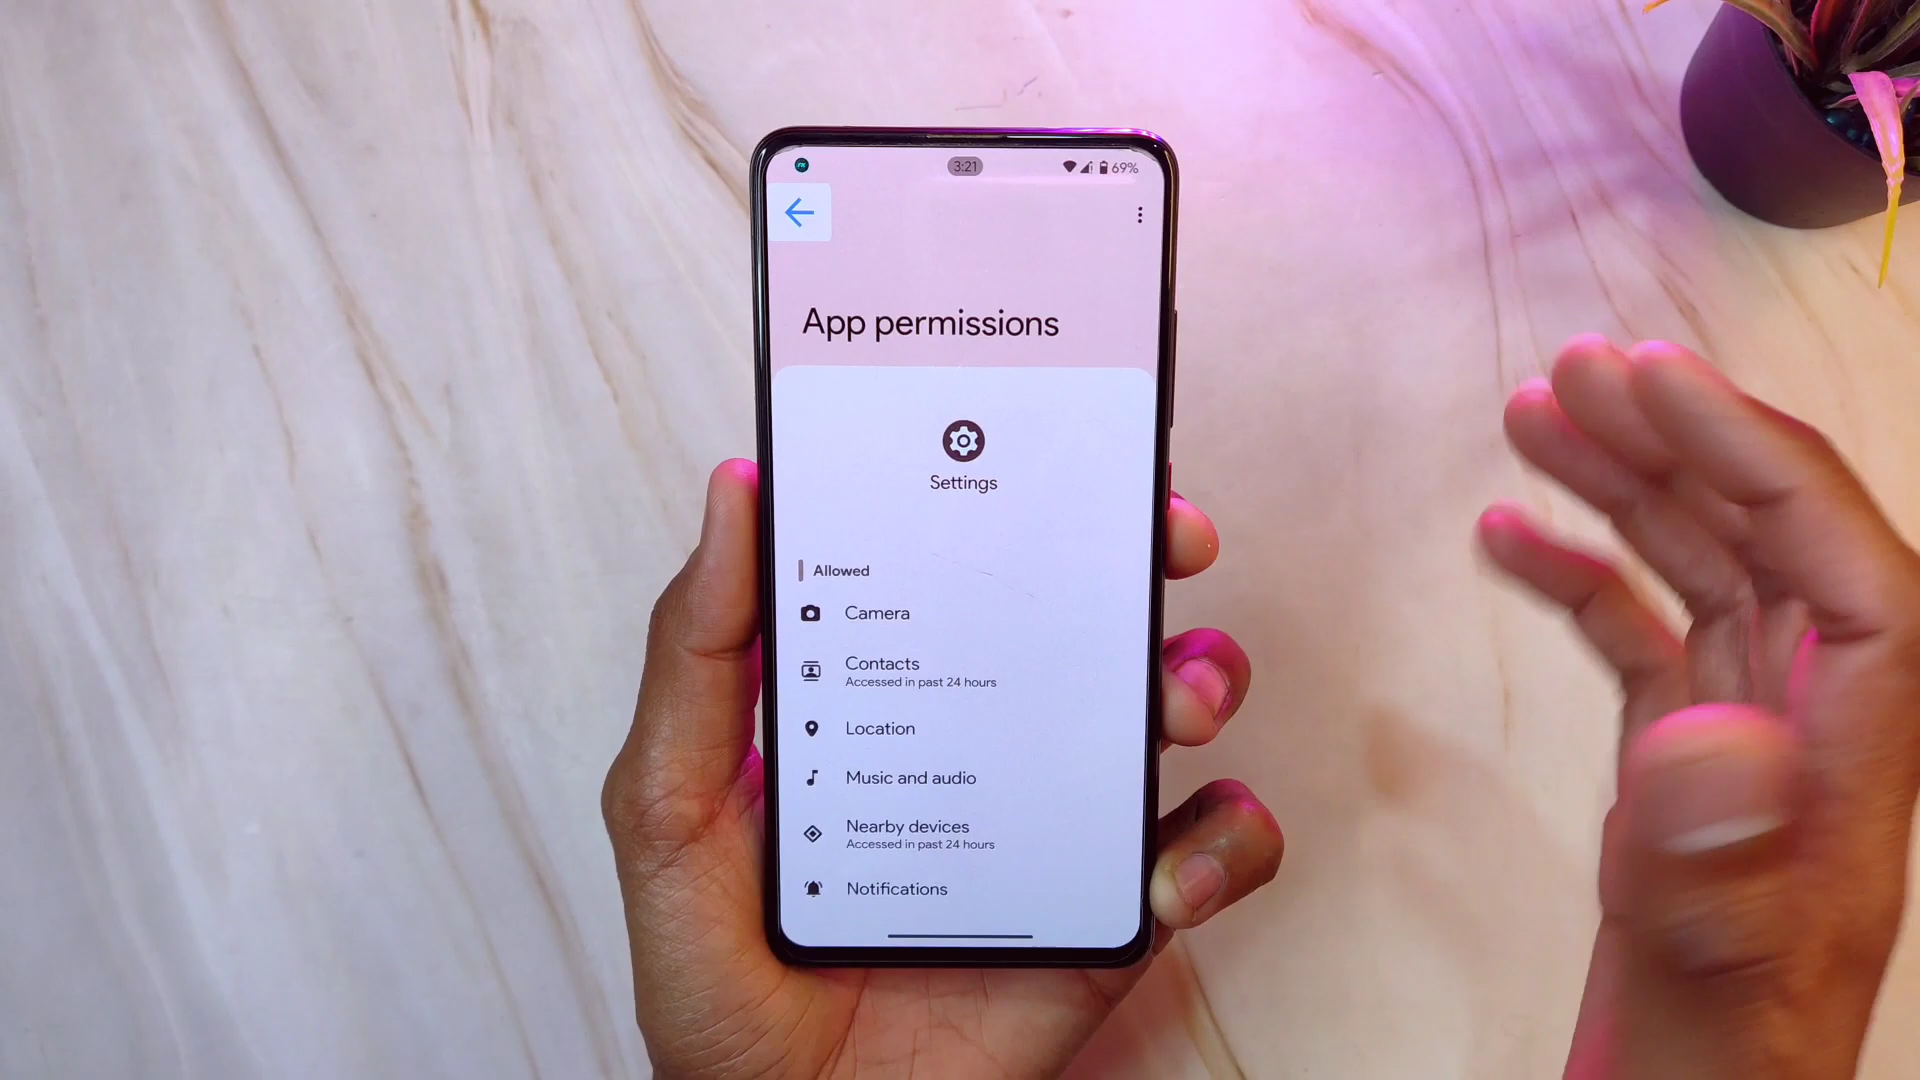 3:21
69%
App permissions
Settings
Allowed
Camera
Contacts
Accessed in past 24 hours
Location
Music and audio
Nearby devices
Accessed in past 24 hours
Notifications